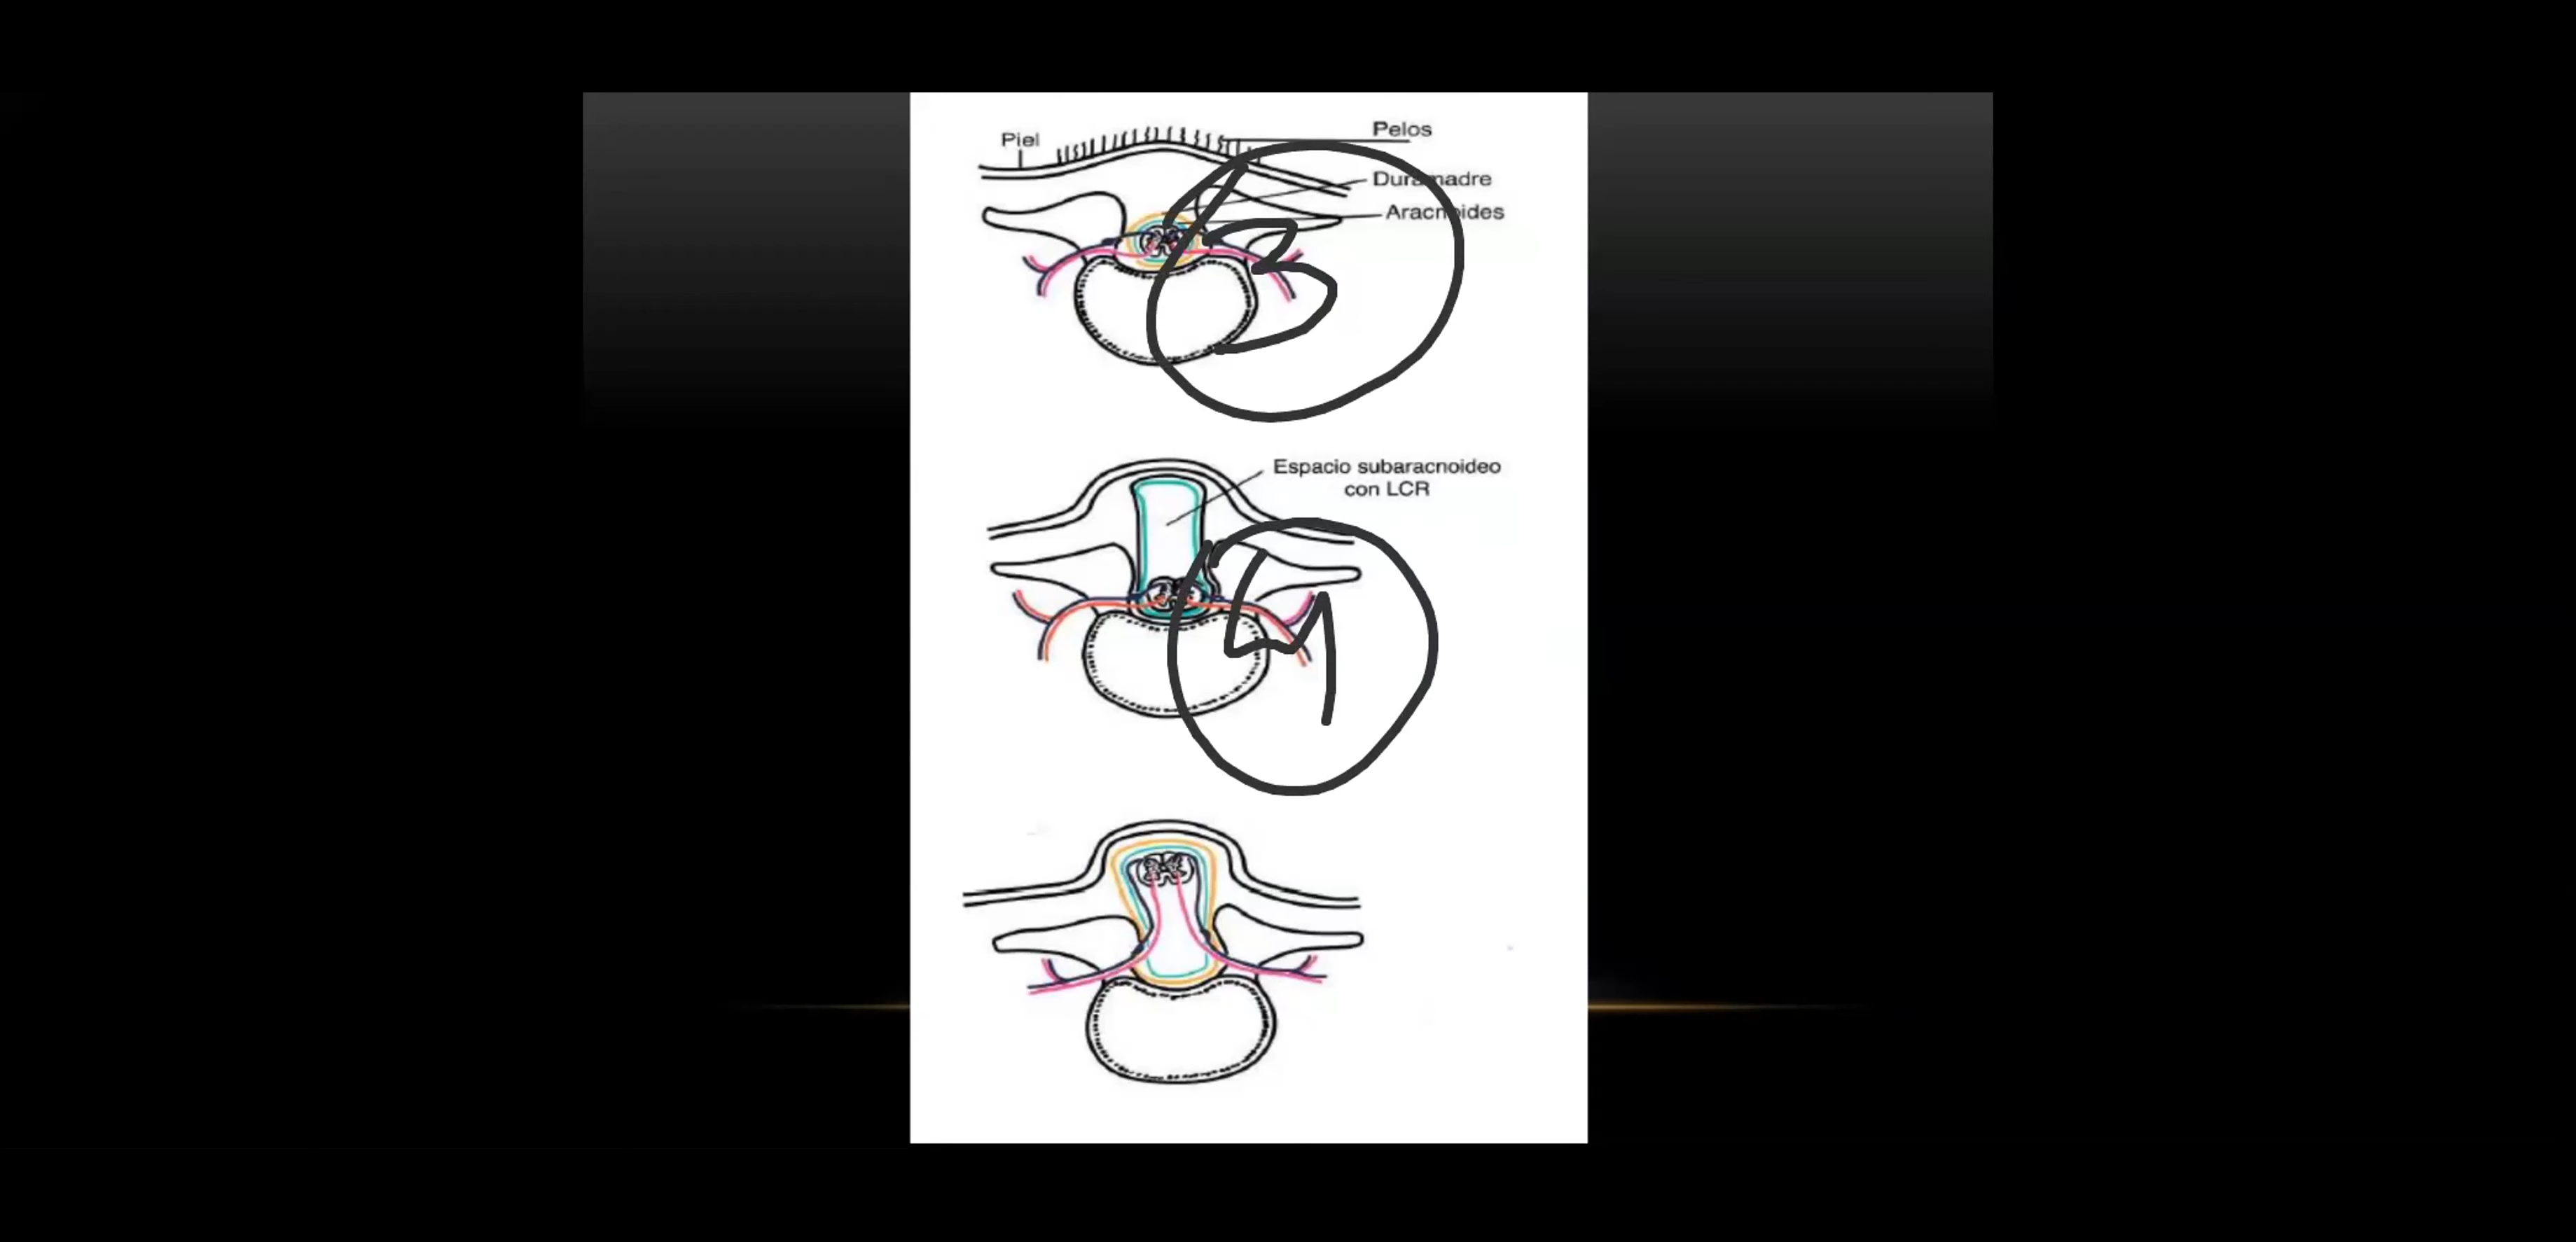 Piel
Pelos
Duramadre
Aracnoides
3
Espacio subaracnoideo
con LCR
4